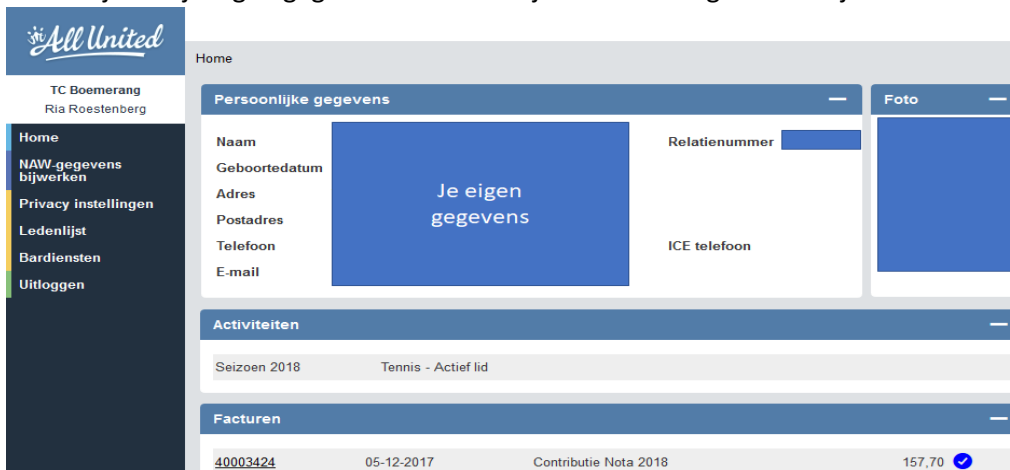 All United
TC Boemerang
Ria Roestenberg
Home
NAW-gegevens
bijwerken
Privacy instellingen
Ledenlijst
Bardiensten
Uitloggen
Home
Persoonlijke gegevens
Naam
Geboortedatum
Adres
Postadres
Telefoon
E-mail
Je eigen
gegevens
Relatienummer
ICE telefoon
Foto
Activiteiten
Seizoen 2018 Tennis - Actief lid
Facturen
40003424 05-12-2017 Contributie Nota 2018 157,70